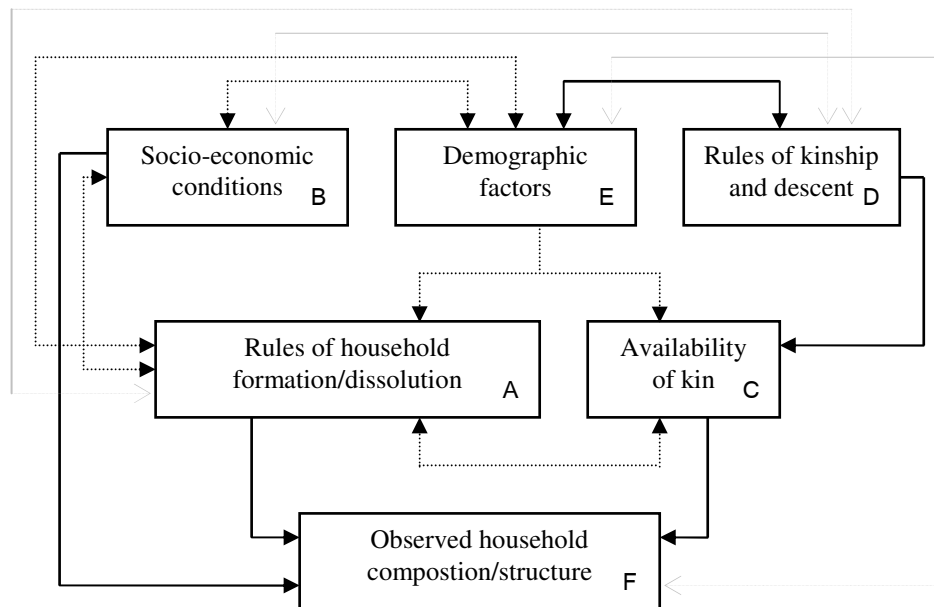 Socio-economic
conditions
B
Demographic
factors
E
Rules of kinship
and descent
D
Rules of household
formation/dissolution
A
Availability
of kin
C
Observed household
compostion/structure
F